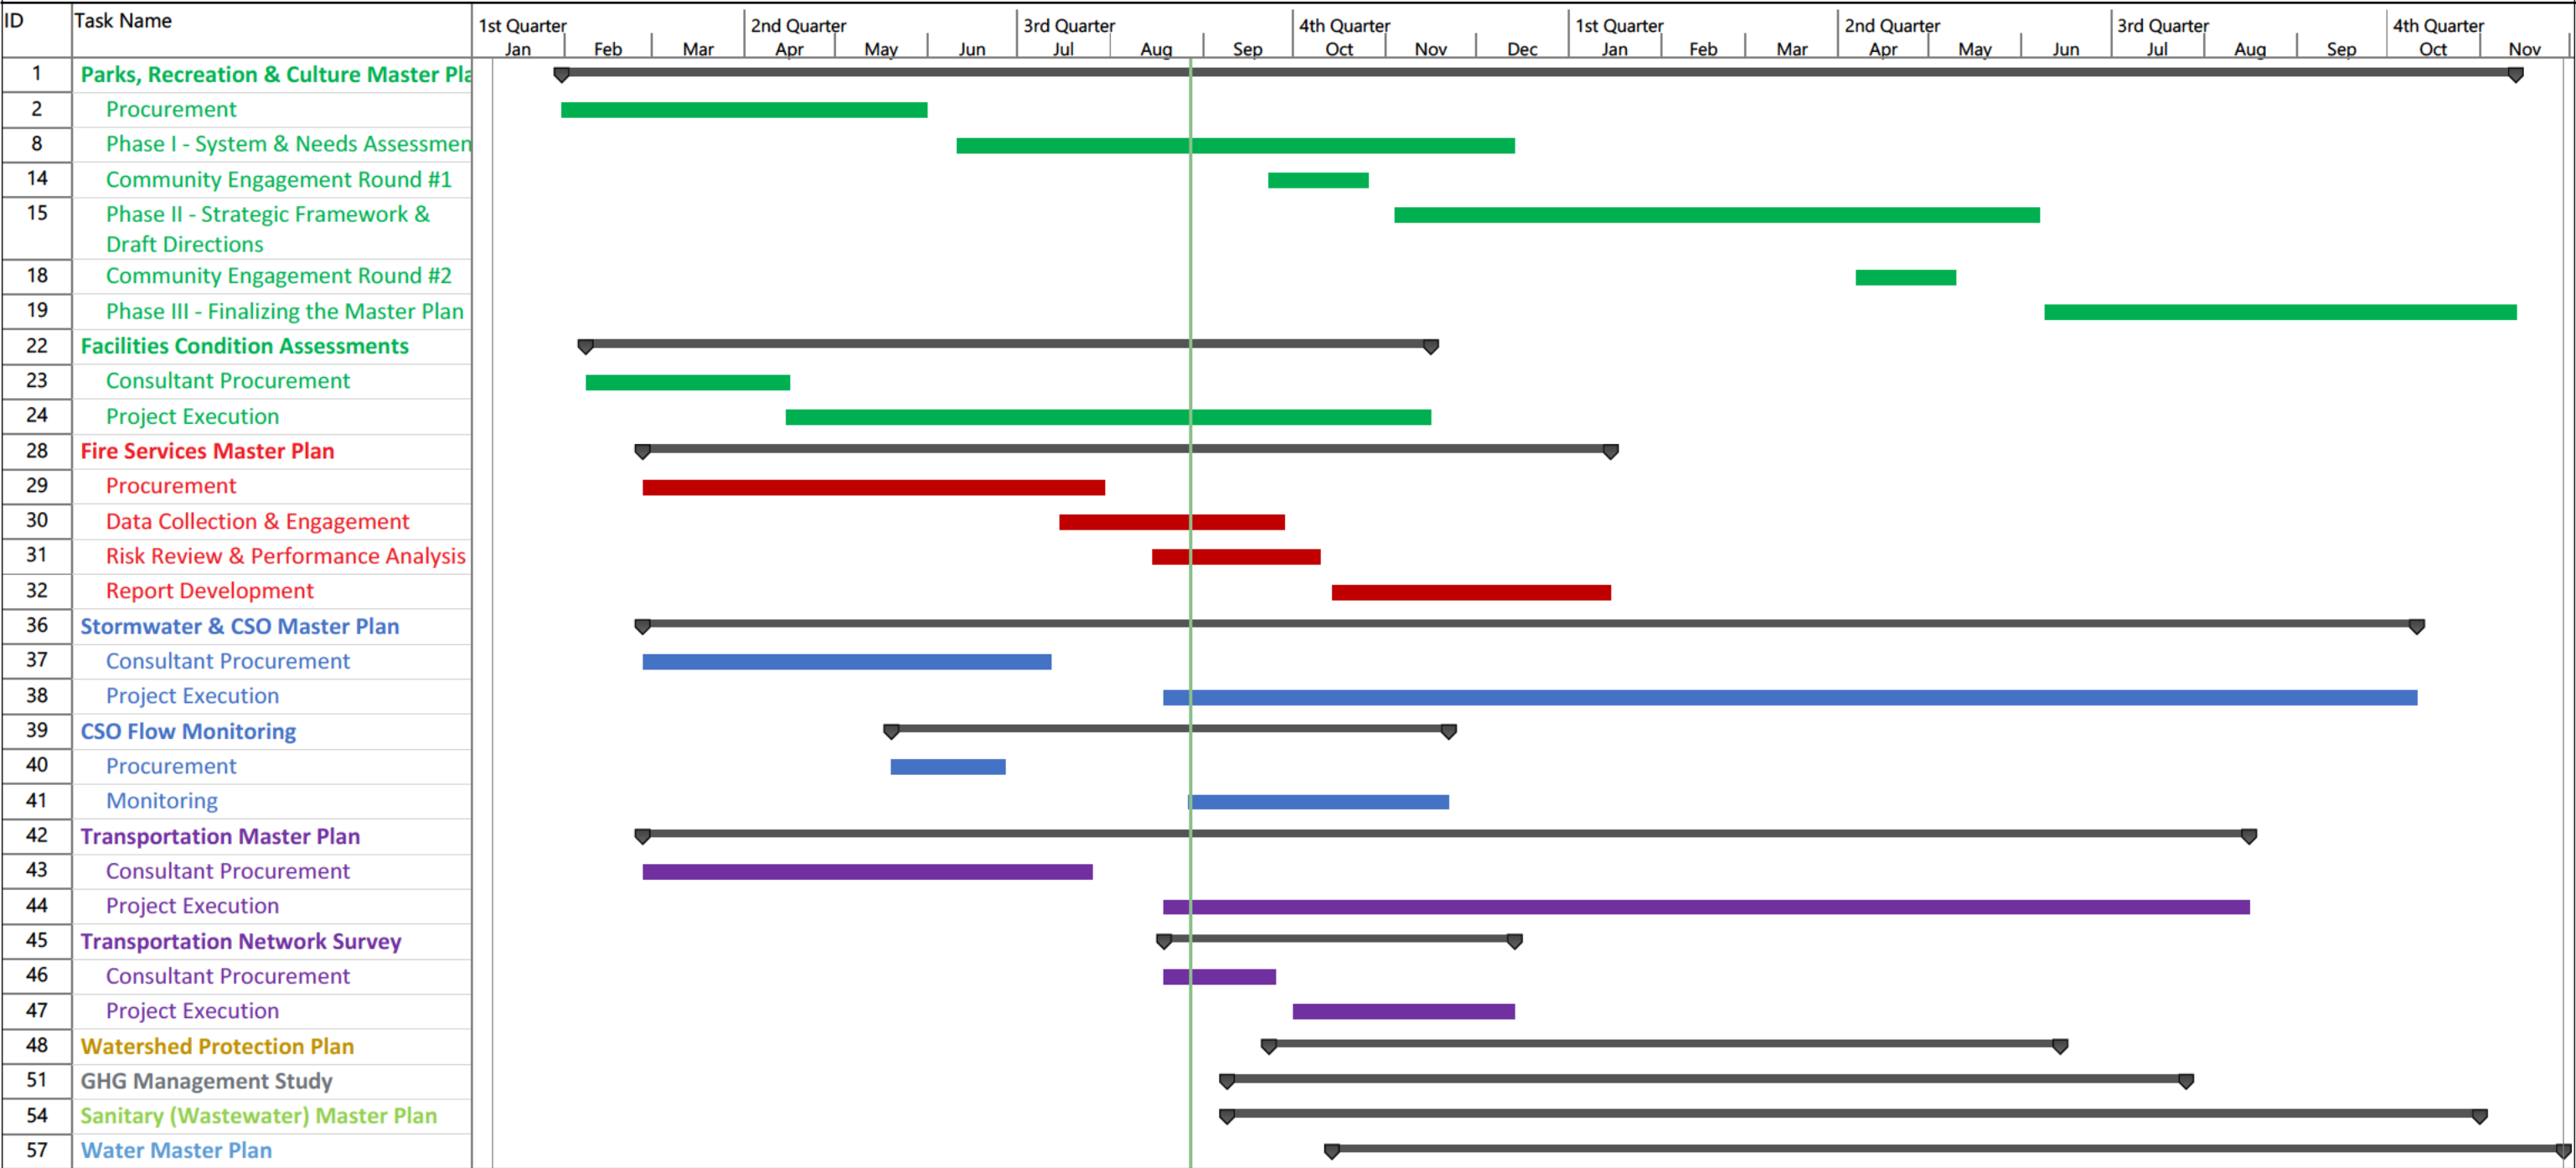 ID Task Name 1st Quarter 2nd Quarter 3rd Quarter 4th Quarter 1st Quarter 2nd Quarter 3rd Quarter 4th Quarter
Jan Feb Mar Apr May Jun Jul Aug Sep Oct Nov Dec Jan Feb Mar Apr May Jun Jul Aug Sep Oct Nov
1 Parks, Recreation & Culture Master Pla
2 Procurement
8 Phase I - System & Needs Assessmen
14 Community Engagement Round #1
15 Phase II - Strategic Framework &
Draft Directions
18 Community Engagement Round #2
19 Phase III - Finalizing the Master Plan
22 Facilities Condition Assessments
23 Consultant Procurement
24 Project Execution
28 Fire Services Master Plan
29 Procurement
30 Data Collection & Engagement
31 Risk Review & Performance Analysis
32 Report Development
36 Stormwater & CSO Master Plan
37 Consultant Procurement
38 Project Execution
39 CSO Flow Monitoring
40 Procurement
41 Monitoring
42 Transportation Master Plan
43 Consultant Procurement
44 Project Execution
45 Transportation Network Survey
46 Consultant Procurement
47 Project Execution
48 Watershed Protection Plan
51 GHG Management Study
54 Sanitary (Wastewater) Master Plan
57 Water Master Plan